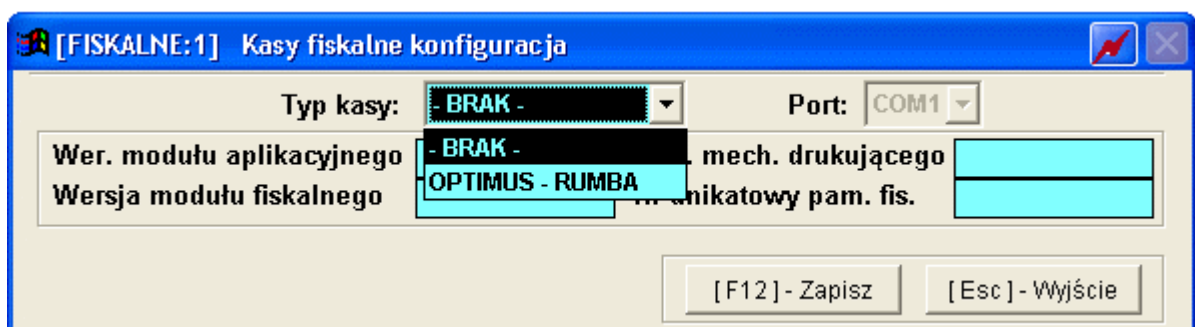 [FISKALNE:1] Kasy fiskalne konfiguracja
Typ kasy: - BRAK - Port: COM1
Wer. modułu aplikacyjnego - BRAK - mech. drukującego
Wersja modułu fiskalnego OPTIMUS - RUMBA unikatowy pam. fis.
[F12] - Zapisz [Esc] - Wyjście